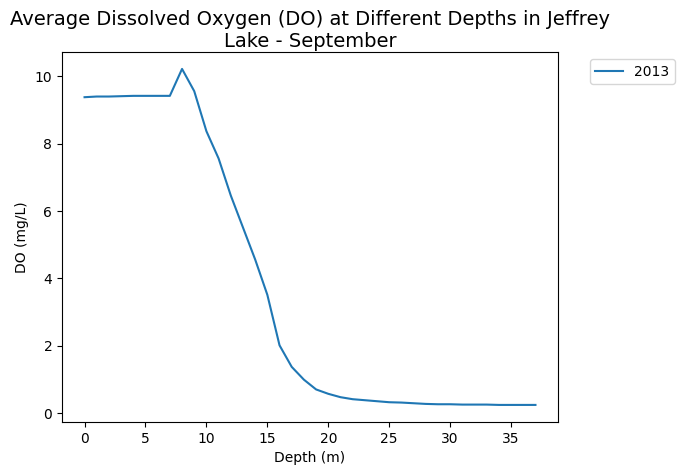 Average Dissolved Oxygen (DO) at Different Depths in Jeffrey
Lake - September
2013
10
8
6
4
2
0
DO (mg/L)
0 5 10 15 20 25 30 35
Depth (m)